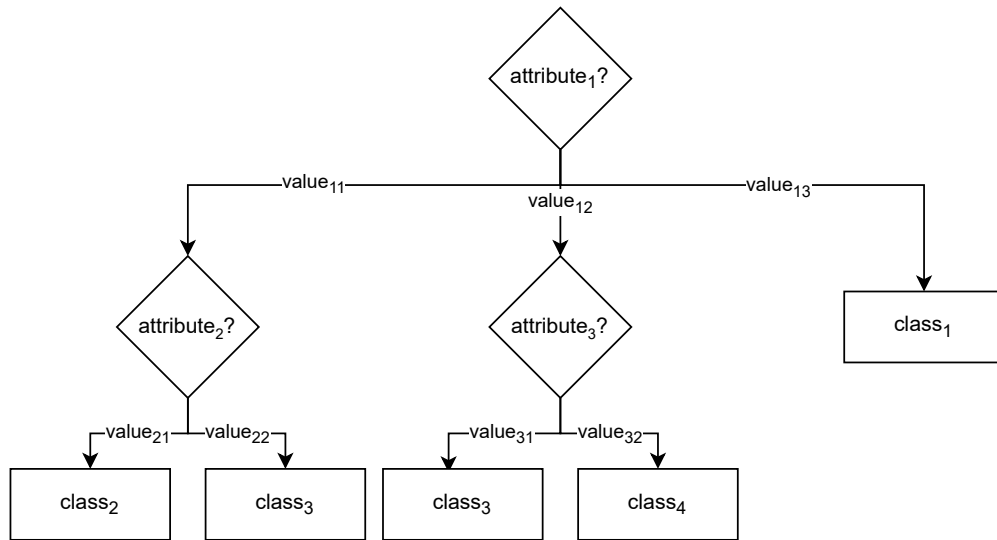 attribute₁?
value₁₁
value₁₂
value₁₃
attribute₂?
attribute₃?
class₁
value₂₁
value₂₂
value₃₁
value₃₂
class₂
class₃
class₃
class₄